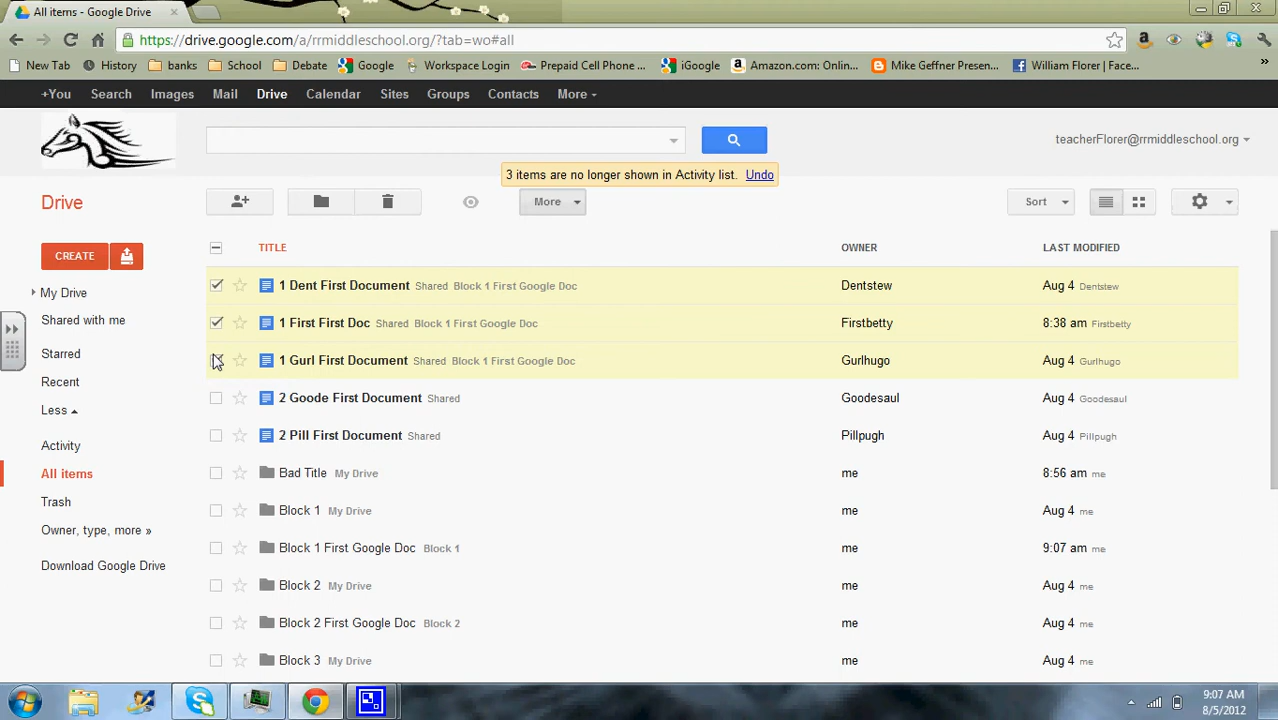 All items - Google Drive
https://drive.google.com/a/rrmiddleschool.org/?tab=wo#all
New Tab History banks School Debate Google Workspace Login Prepaid Cell Phone ... iGoogle Amazon.com: Onlin... Mike Geffner Presen... William Florer | Face... »
+You Search Images Mail Drive Calendar Sites Groups Contacts More
teacherFlorer@rrmiddleschool.org
3 items are no longer shown in Activity list. Undo
Drive More Sort
TITLE OWNER LAST MODIFIED
CREATE
1 Dent First Document Shared Block 1 First Google Doc Dentstew Aug 4 Dentstew
My Drive
Shared with me
1 First First Doc Shared Block 1 First Google Doc Firstbetty 8:38 am Firstbetty
Starred
1 Gurl First Document Shared Block 1 First Google Doc Gurlhugo Aug 4 Gurlhugo
Recent
2 Goode First Document Shared Goodesaul Aug 4 Goodesaul
Less
2 Pill First Document Shared Pillpugh Aug 4 Pillpugh
Activity
All items
Bad Title My Drive me 8:56 am me
Trash
Block 1 My Drive me Aug 4 me
Owner, type, more »
Block 1 First Google Doc Block 1 me 9:07 am me
Download Google Drive
Block 2 My Drive me Aug 4 me
Block 2 First Google Doc Block 2 me Aug 4 me
Block 3 My Drive me Aug 4 me
9:07 AM
8/5/2012